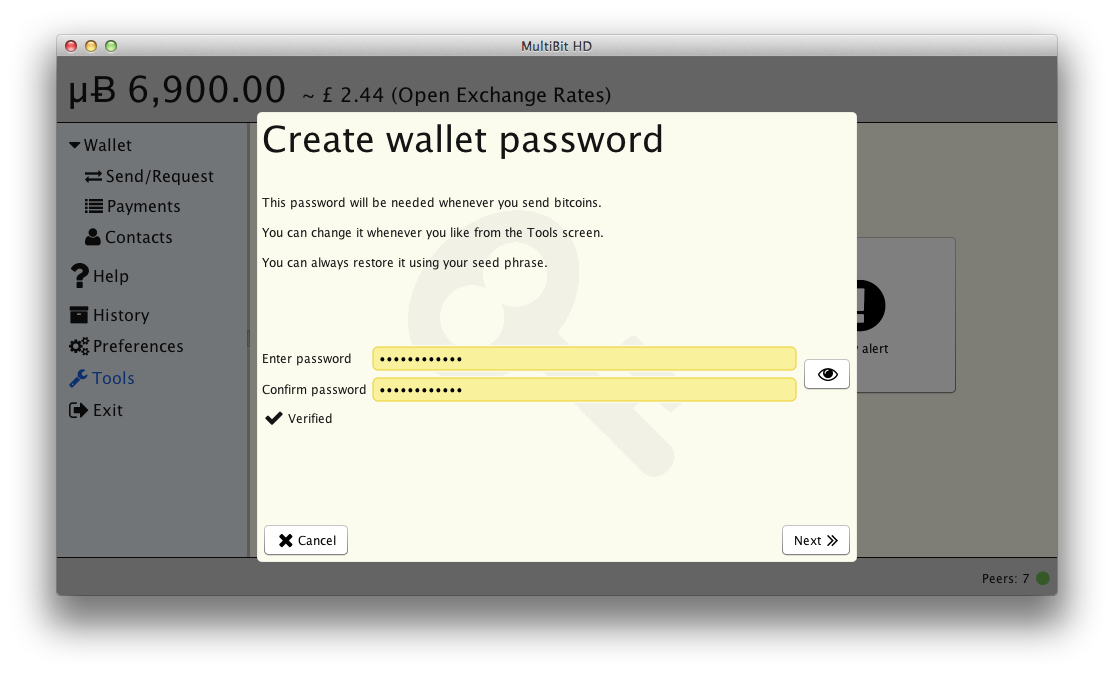 MultiBit HD
μɃ 6,900.00 ~ £ 2.44 (Open Exchange Rates)
Wallet
Send/Request
Payments
Contacts
Help
History
Preferences
Tools
Exit
Create wallet password
This password will be needed whenever you send bitcoins.
You can change it whenever you like from the Tools screen.
You can always restore it using your seed phrase.
Enter password ••••••••••••
Confirm password ••••••••••••
Verified
Cancel
Next
alert
Peers: 7